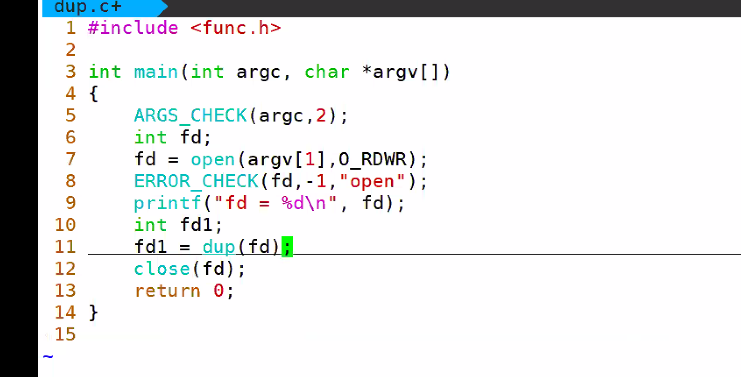 dup.c+
1 #include <func.h>
2
3 int main(int argc, char *argv[])
4 {
5     ARGS_CHECK(argc,2);
6     int fd;
7     fd = open(argv[1],O_RDWR);
8     ERROR_CHECK(fd,-1,"open");
9     printf("fd = %d\n", fd);
10     int fd1;
11     fd1 = dup(fd);
12     close(fd);
13     return 0;
14 }
15
~